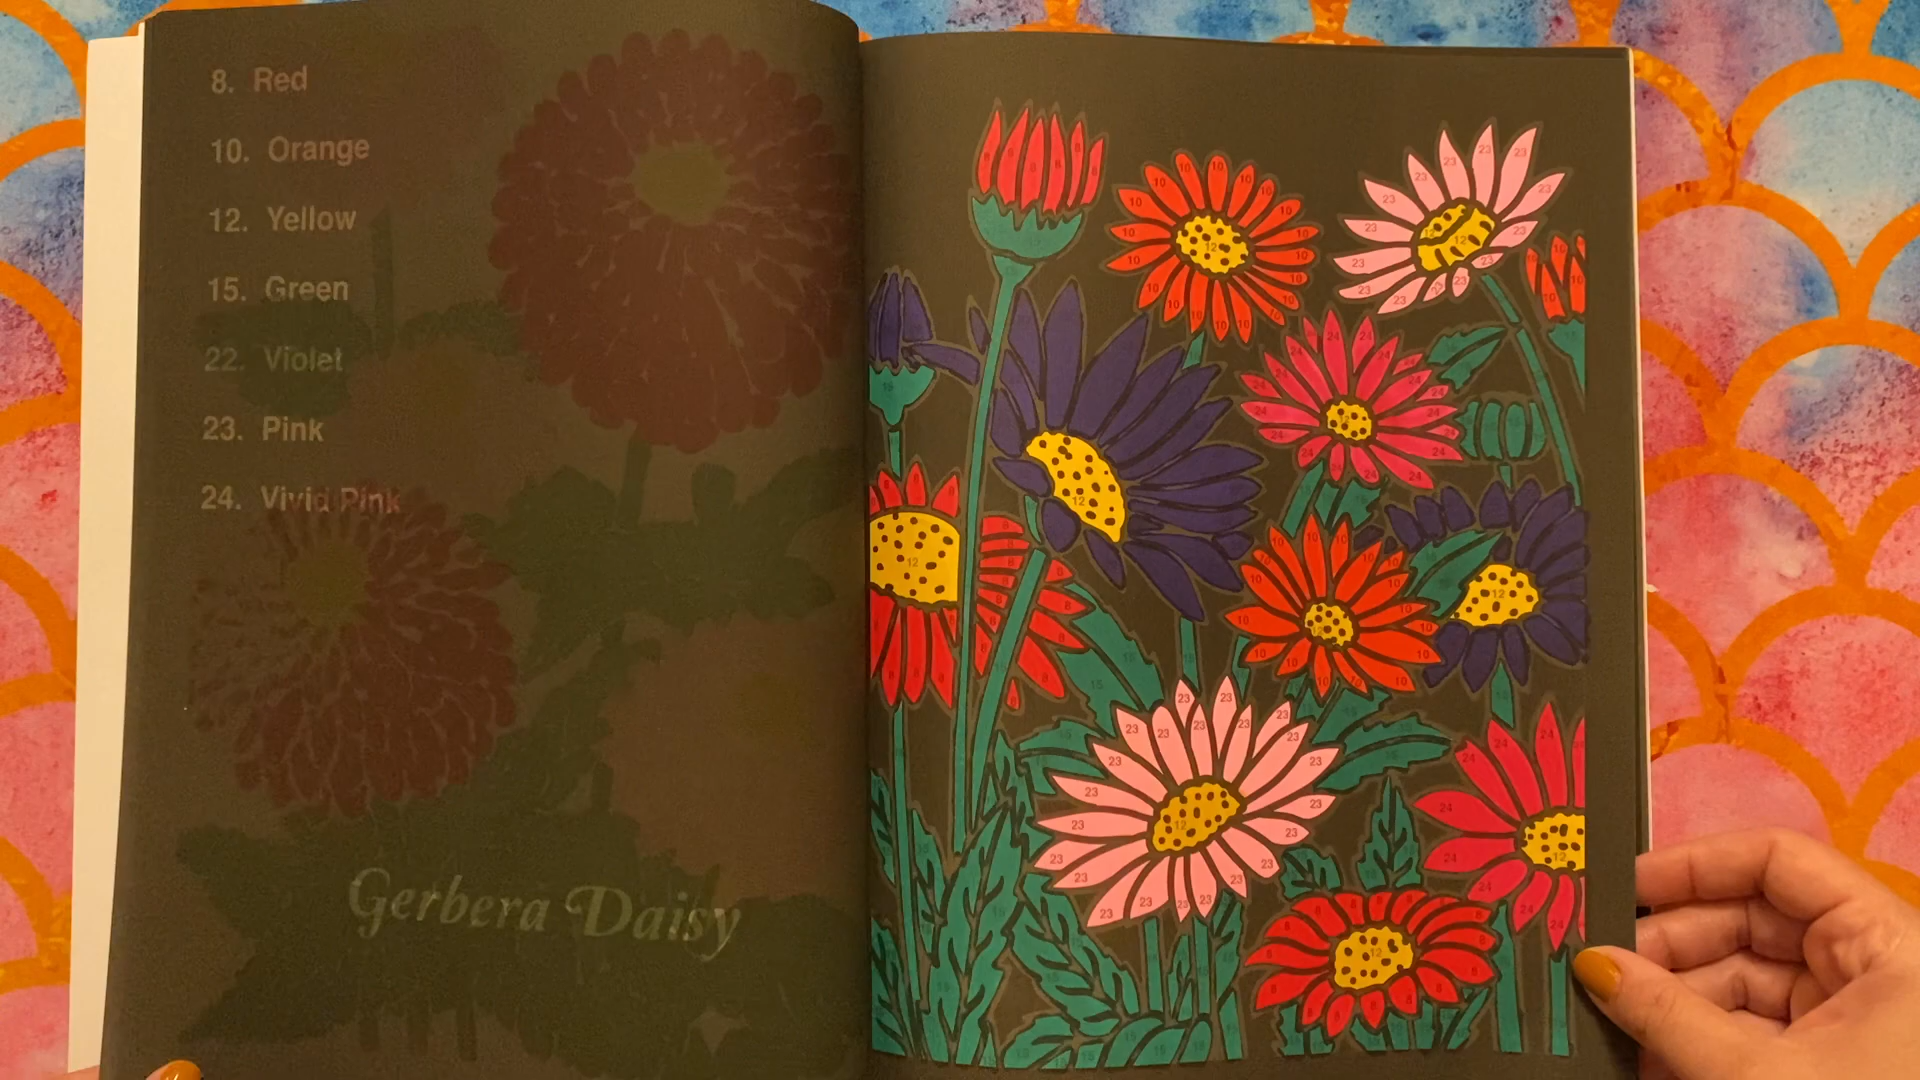 8. Red
10. Orange
12. Yellow
15. Green
22. Violet
23. Pink
24. Vivid Pink
Gerbera Daisy